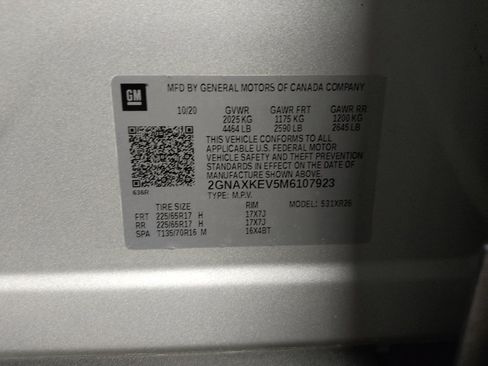 GM
MFD BY GENERAL MOTORS OF CANADA COMPANY
10/20 GVWR GAWR FRT GAWR RR
2025 KG 1175 KG 1200 KG
4464 LB 2590 LB 2645 LB
THIS VEHICLE CONFORMS TO ALL
APPLICABLE U.S. FEDERAL MOTOR
VEHICLE SAFETY AND THEFT PREVENTION
STANDARDS IN EFFECT ON THE DATE OF
MANUFACTURE SHOWN ABOVE.
2GNAXKEV5M6107923
636R TYPE: M.P.V.
TIRE SIZE RIM MODEL: 531XR26
FRT 225/65R17 H 17X7J
RR 225/65R17 H 17X7J
SPA T135/70R16 M 16X4BT